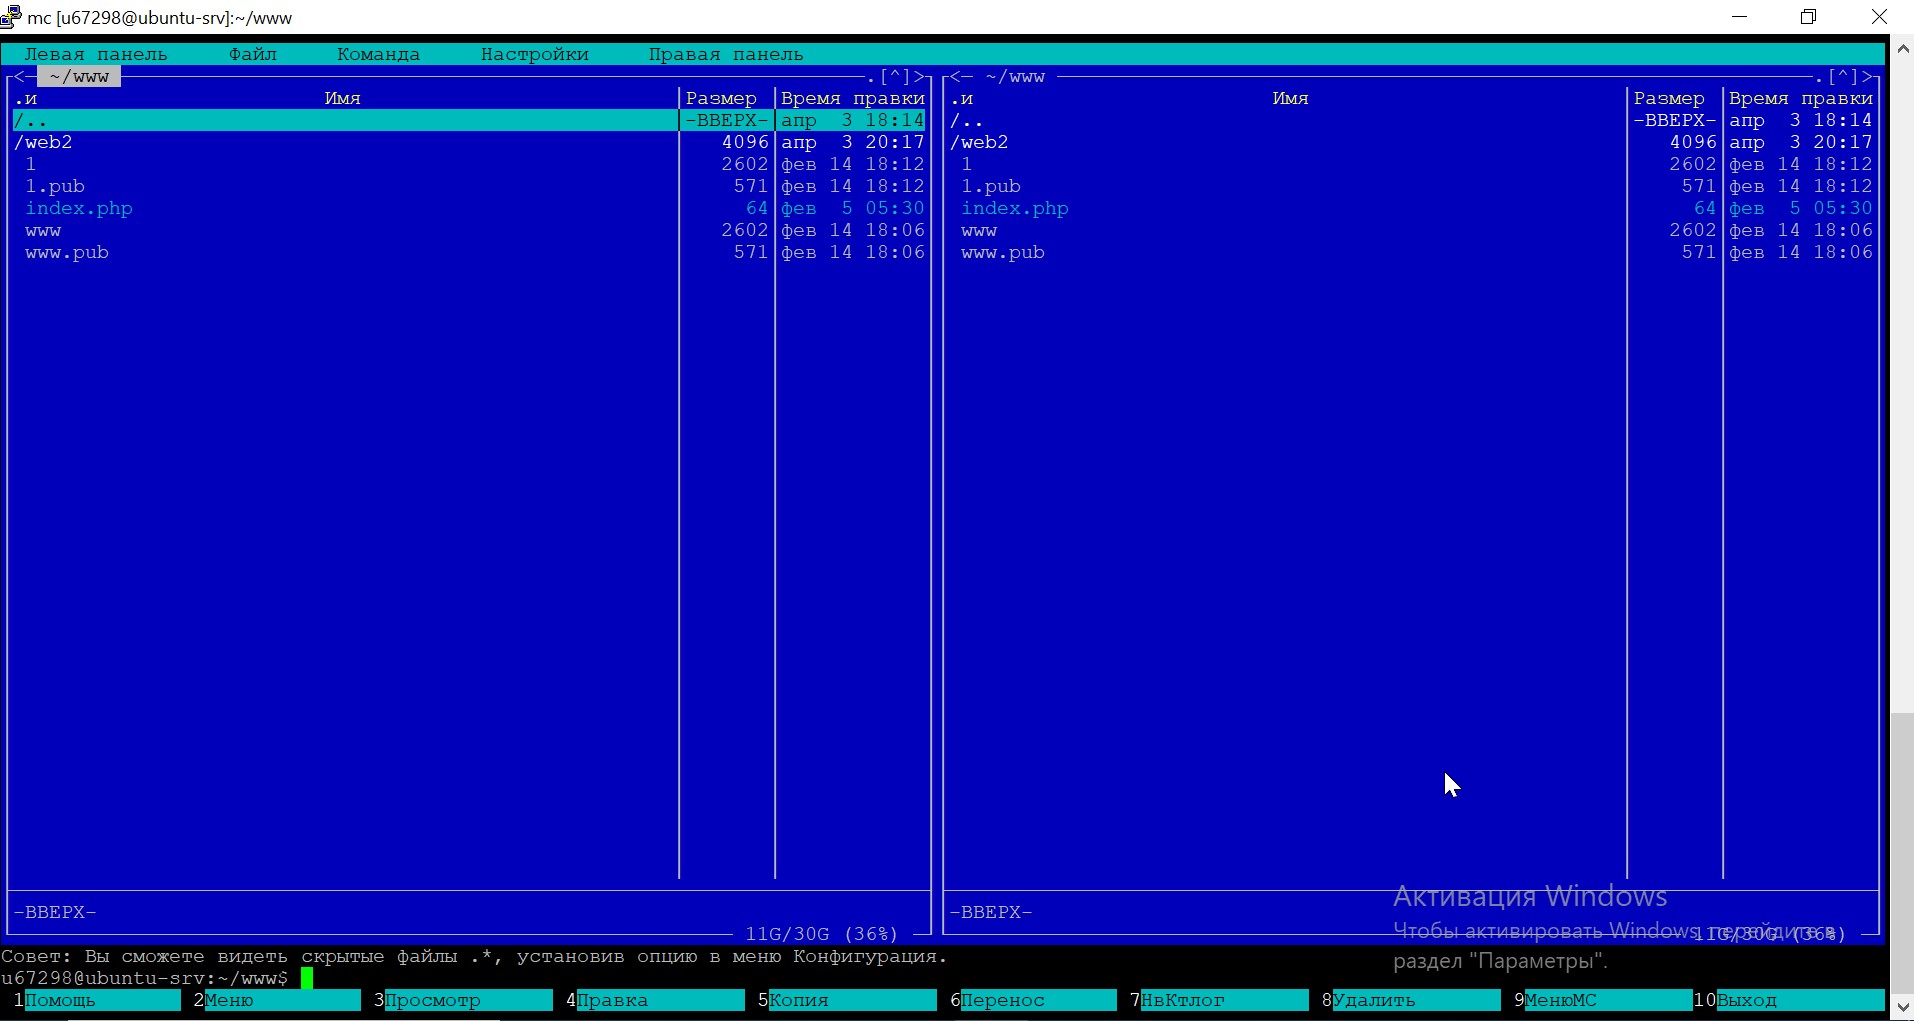 mc [u67298@ubuntu-srv]:~/www
Левая панель Файл Команда Настройки Правая панель
<— ~/www .[^]> <— ~/www .[^]>
.и Имя Размер Время правки .и Имя Размер Время правки
/.. -ВВЕРХ- апр 3 18:14 /.. -ВВЕРХ- апр 3 18:14
/web2 4096 апр 3 20:17 /web2 4096 апр 3 20:17
1 2602 фев 14 18:12 1 2602 фев 14 18:12
1.pub 571 фев 14 18:12 1.pub 571 фев 14 18:12
index.php 64 фев 5 05:30 index.php 64 фев 5 05:30
www 2602 фев 14 18:06 www 2602 фев 14 18:06
www.pub 571 фев 14 18:06 www.pub 571 фев 14 18:06
Активация Windows
-ВВЕРХ- -ВВЕРХ-
Чтобы активировать Windows, перейдите в
11G/30G (36%) 11G/30G (36%)
раздел "Параметры".
Совет: Вы сможете видеть скрытые файлы .*, установив опцию в меню Конфигурация.
u67298@ubuntu-srv:~/www$
1Помощь 2Меню 3Просмотр 4Правка 5Копия 6Перенос 7НвКтлог 8Удалить 9МенюМС 10Выход